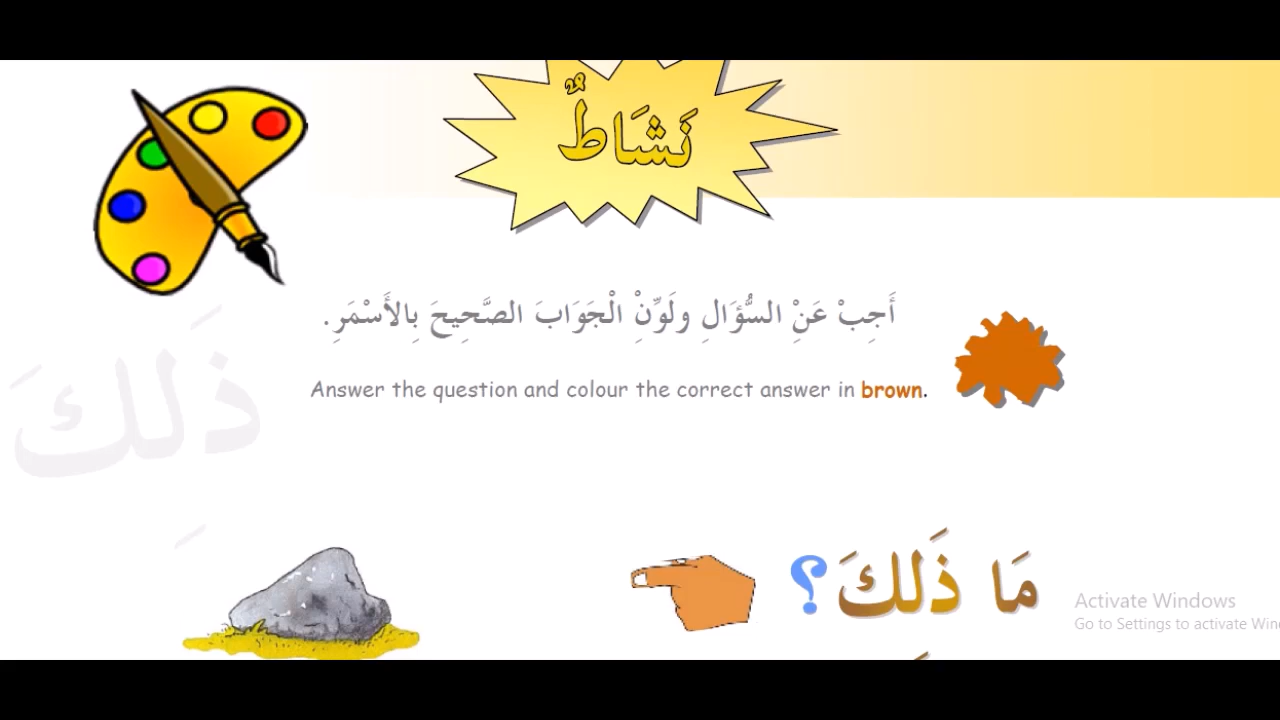 نَشَاطٌ
أَجِبْ عَنِْ السُّؤَالِ ولَوِّنِْ الْجَوَابَ الصَّحِيحَ بِالأَسْمَرِ.
Answer the question and colour the correct answer in brown.
ذَلِكَ
مَا ذَلِكَ؟
Activate Windows
Go to Settings to activate Win